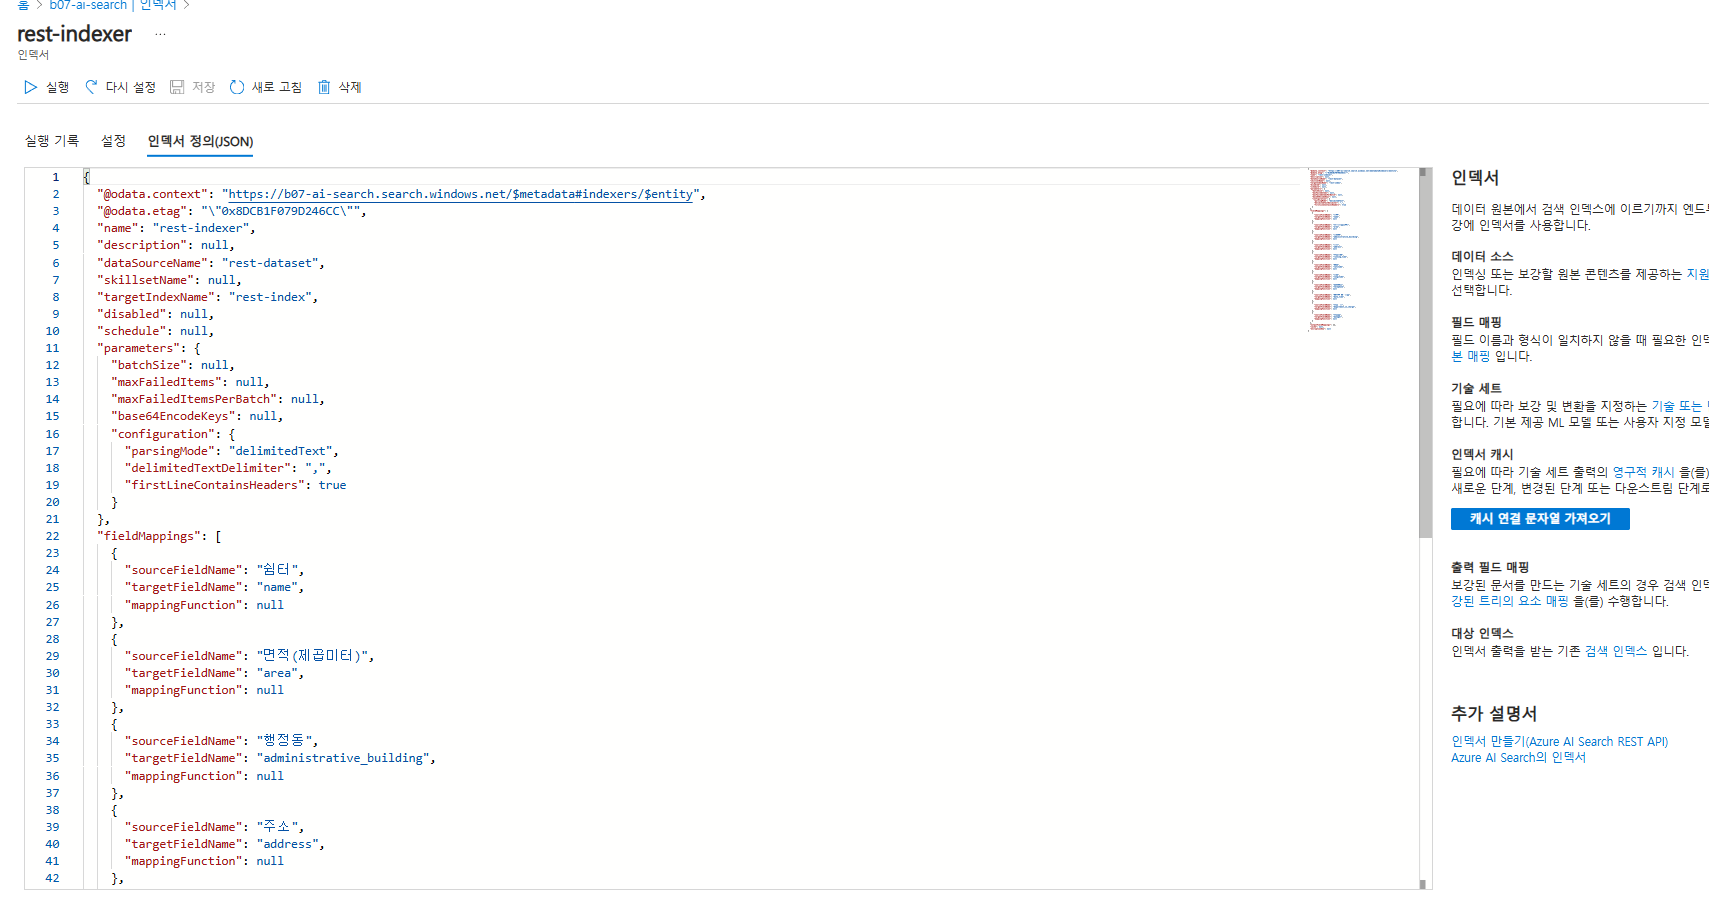 홈 > b07-ai-search | 인덱서 >
rest-indexer ...
인덱서
실행 다시 설정 저장 새로 고침 삭제
실행 기록 설정 인덱서 정의(JSON)
1 {
2 "@odata.context": "https://b07-ai-search.search.windows.net/$metadata#indexers/$entity",
3 "@odata.etag": "\"0x8DCB1F079D246CC\"",
4 "name": "rest-indexer",
5 "description": null,
6 "dataSourceName": "rest-dataset",
7 "skillsetName": null,
8 "targetIndexName": "rest-index",
9 "disabled": null,
10 "schedule": null,
11 "parameters": {
12 "batchSize": null,
13 "maxFailedItems": null,
14 "maxFailedItemsPerBatch": null,
15 "base64EncodeKeys": null,
16 "configuration": {
17 "parsingMode": "delimitedText",
18 "delimitedTextDelimiter": ",",
19 "firstLineContainsHeaders": true
20 }
21 },
22 "fieldMappings": [
23 {
24 "sourceFieldName": "쉼터",
25 "targetFieldName": "name",
26 "mappingFunction": null
27 },
28 {
29 "sourceFieldName": "면적(제곱미터)",
30 "targetFieldName": "area",
31 "mappingFunction": null
32 },
33 {
34 "sourceFieldName": "행정동",
35 "targetFieldName": "administrative_building",
36 "mappingFunction": null
37 },
38 {
39 "sourceFieldName": "주소",
40 "targetFieldName": "address",
41 "mappingFunction": null
42 },
인덱서
데이터 원본에서 검색 인덱스에 이르기까지
강에 인덱서를 사용합니다.
데이터 소스
인덱싱 또는 보강할 원본 콘텐츠를 제공하는 지원
선택합니다.
필드 매핑
필드 이름과 형식이 일치하지 않을 때 필요한
본 매핑 입니다.
기술 세트
필요에 따라 보강 및 변환을 지정하는 기술 또는
합니다. 기본 제공 ML 모델 또는 사용자 지정
인덱서 캐시
필요에 따라 기술 세트 출력의 영구적 캐시 을(를)
새로운 단계, 변경된 단계 또는 다운스트림 단계로
캐시 연결 문자열 가져오기
출력 필드 매핑
보강된 문서를 만드는 기술 세트의 경우 검색
강된 트리의 요소 매핑 을(를) 수행합니다.
대상 인덱스
인덱서 출력을 받는 기존 검색 인덱스 입니다.
추가 설명서
인덱서 만들기(Azure AI Search REST API)
Azure AI Search의 인덱서